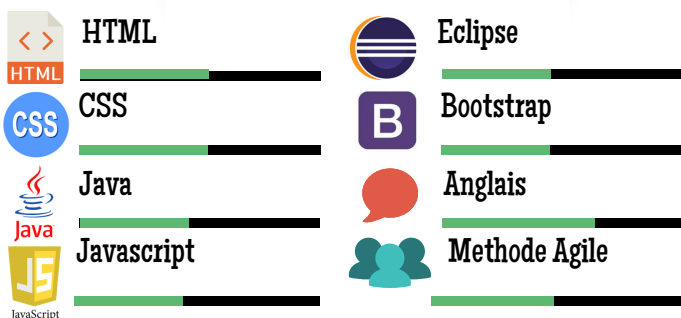 HTML
HTML
CSS
CSS
Java
Java
Javascript
JS
JavaScript
Eclipse
Bootstrap
B
Anglais
Methode Agile